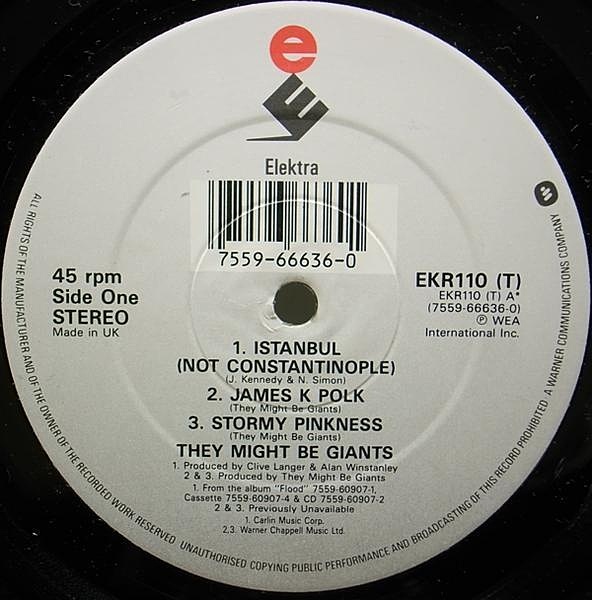 e
Elektra
7559-66636-0
45 rpm
Side One
STEREO
Made in UK
EKR110 (T)
EKR110 (T) A*
(7559-66636-0)
Ⓟ WEA
International Inc.
1. ISTANBUL
(NOT CONSTANTINOPLE)
(J. Kennedy & N. Simon)
2. JAMES K POLK
(They Might Be Giants)
3. STORMY PINKNESS
(They Might Be Giants)
THEY MIGHT BE GIANTS
1. Produced by Clive Langer & Alan Winstanley
2 & 3. Produced by They Might Be Giants
1. From the album "Flood" 7559-60907-1,
Cassette 7559-60907-4 & CD 7559-60907-2
2 & 3. Previously Unavailable
1. Carlin Music Corp.
2,3. Warner Chappell Music Ltd.
ALL RIGHTS OF THE MANUFACTURER AND OF THE OWNER OF THE RECORDED WORK RESERVED UNAUTHORISED COPYING PUBLIC PERFORMANCE AND BROADCASTING OF THIS RECORD PROHIBITED A WARNER COMMUNICATIONS COMPANY